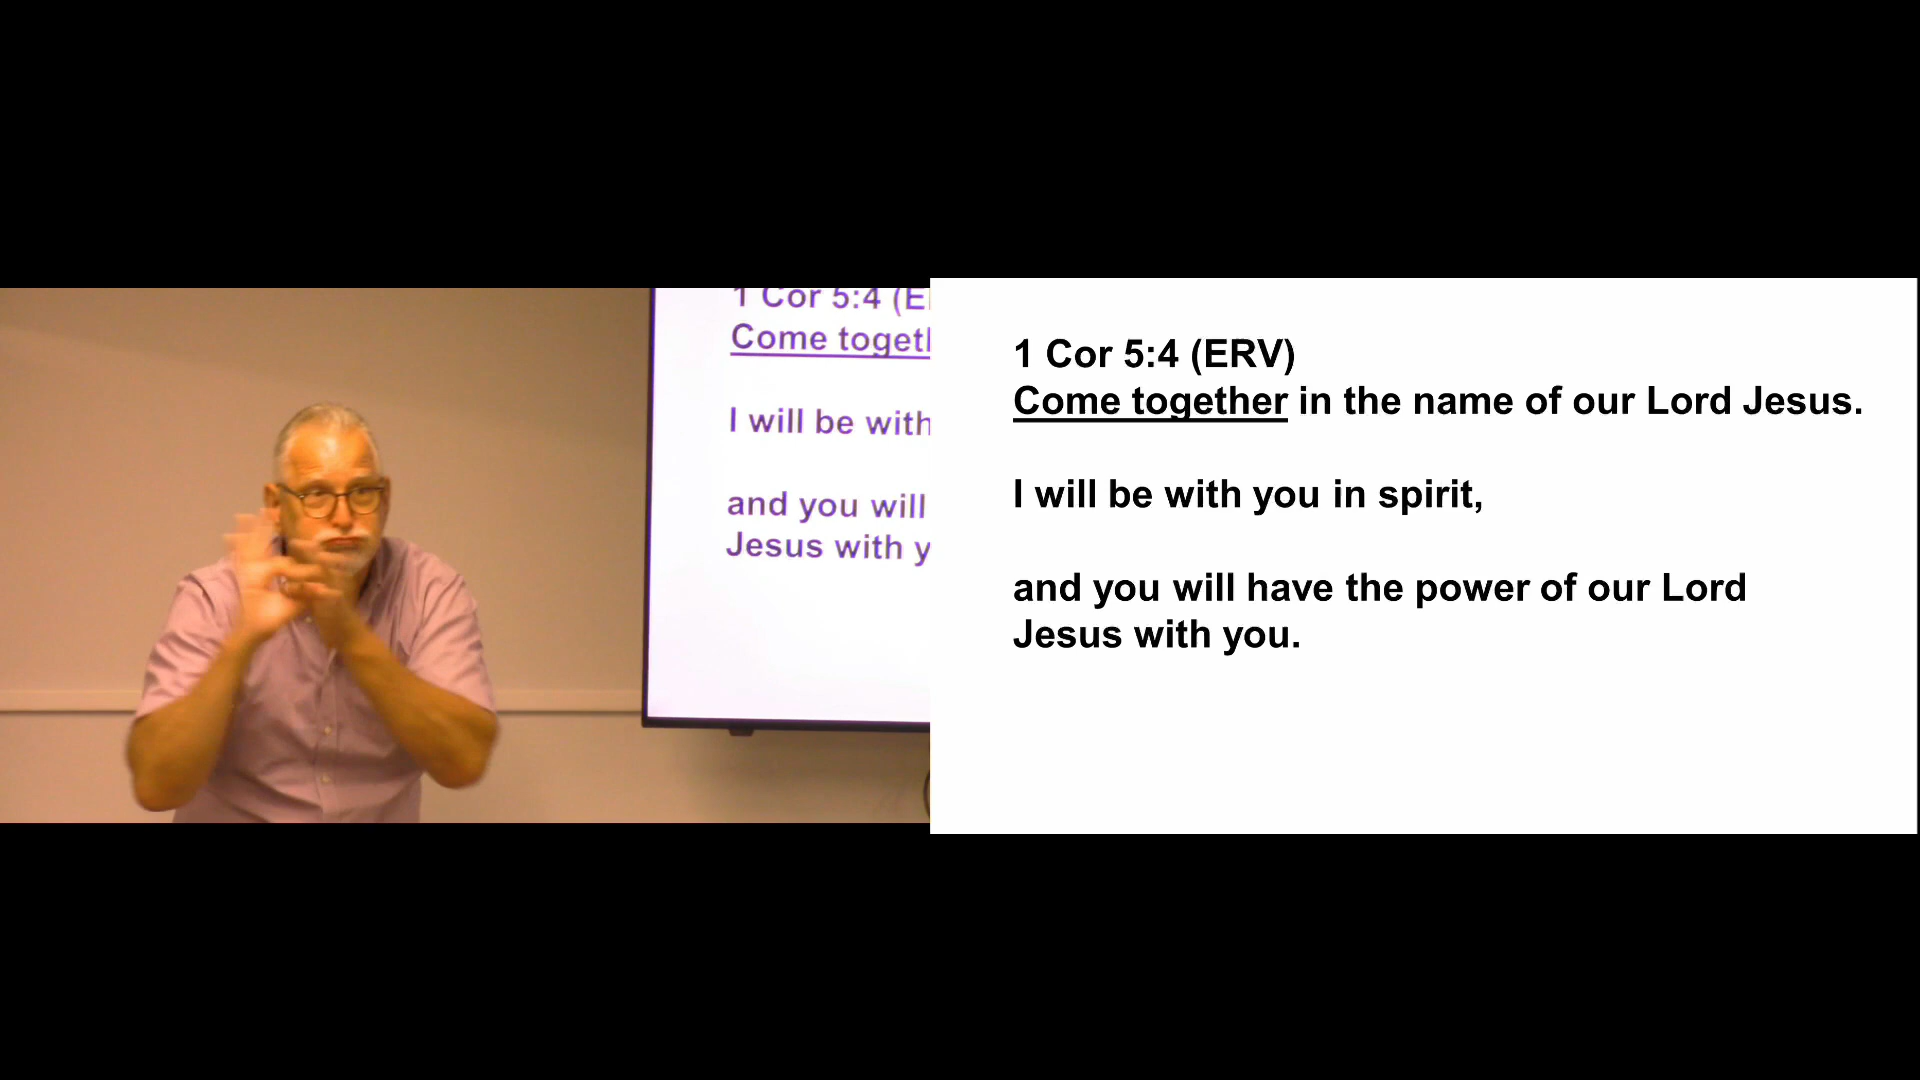 1 Cor 5:4 (E
Come togeth
I will be with
and you will
Jesus with y
1 Cor 5:4 (ERV)
Come together in the name of our Lord Jesus.
I will be with you in spirit,
and you will have the power of our Lord
Jesus with you.